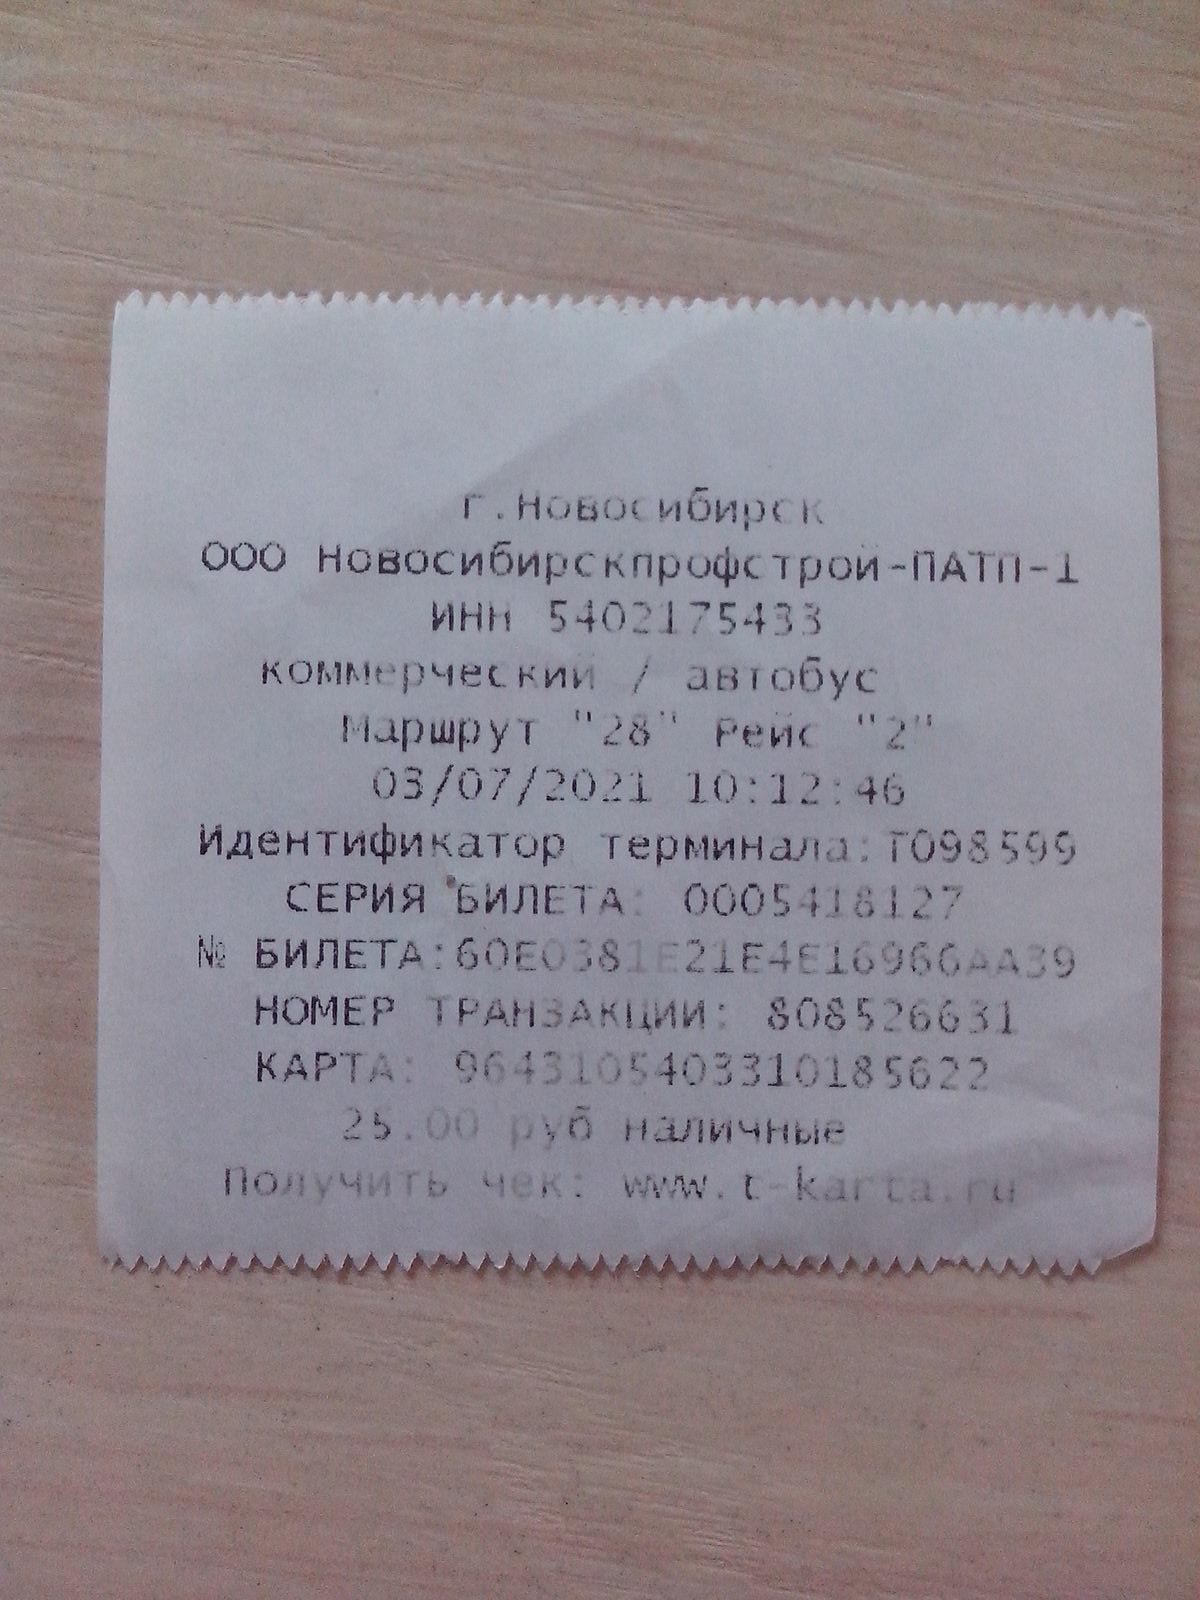 г.Новосибирск
ООО Новосибирскпрофстрой-ПАТП-1
ИНН 5402175433
коммерческий / автобус
Маршрут "28" Рейс "2"
03/07/2021 10:12:46
Идентификатор терминала:T098599
СЕРИЯ БИЛЕТА: 0005418127
№ БИЛЕТА:60E0381E21E4E16966AA39
НОМЕР ТРАНЗАКЦИИ: 808526631
КАРТА: 9643105403310185622
25.00 руб наличные
Получить чек: www.t-karta.ru